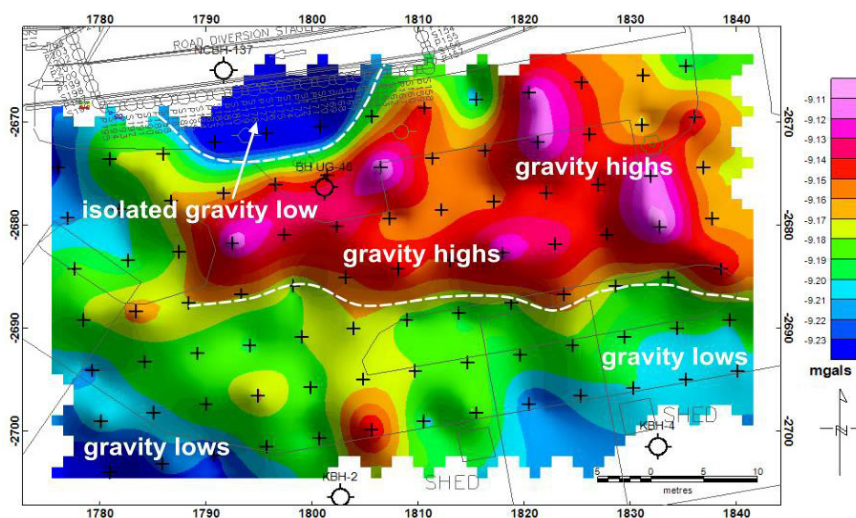 1780 1790 1800 1810 1820 1830 1840
ROAD DIVERSION STAGE
NCBH-137
-2670 -2670
BH UG-46
gravity highs
isolated gravity low
-2680 -2680
gravity highs
-2690 -2690
gravity lows
SHED
gravity lows
-2700 -2700
KBH-1
KBH-2
SHED
5 0 5 10
metres
1780 1790 1800 1810 1820 1830 1840
-9.11
-9.12
-9.13
-9.14
-9.15
-9.16
-9.17
-9.18
-9.19
-9.20
-9.21
-9.22
-9.23
mgals
N